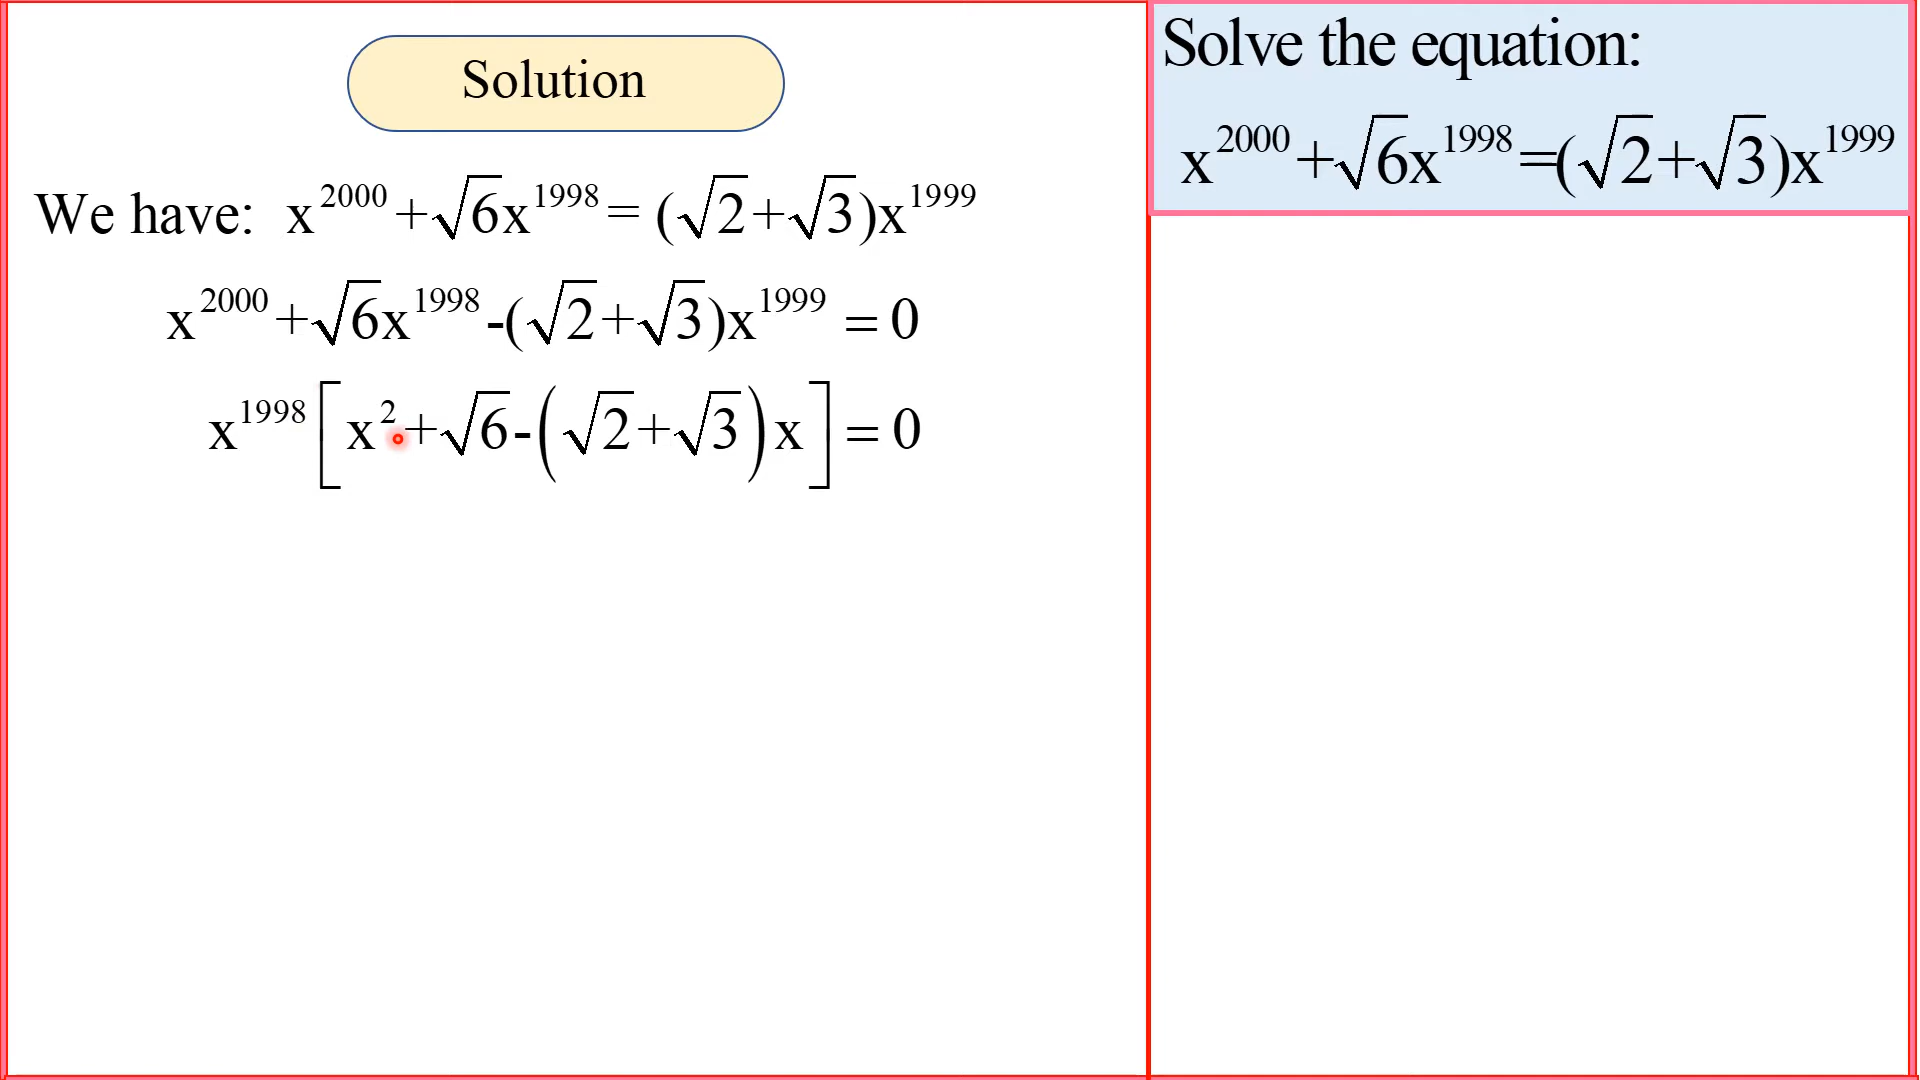 Solution
We have: x^2000 + √6x^1998 = (√2+√3)x^1999
x^2000 + √6x^1998 -(√2+√3)x^1999 = 0
x^1998 [x^2 + √6 - (√2+√3)x] = 0
Solve the equation:
x^2000 + √6x^1998 =(√2+√3)x^1999